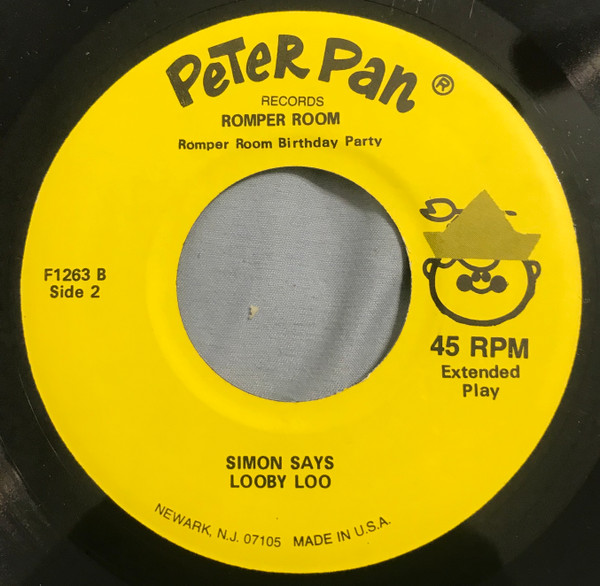 PETER PAN ®
RECORDS
ROMPER ROOM
Romper Room Birthday Party
F1263 B
Side 2
45 RPM
Extended
Play
SIMON SAYS
LOOBY LOO
NEWARK, N.J. 07105 MADE IN U.S.A.